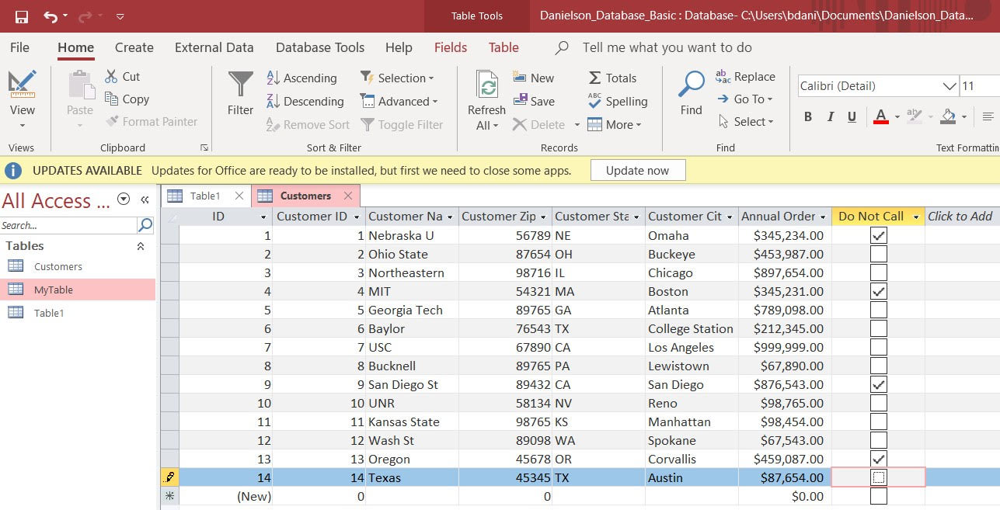 Table Tools Danielson_Database_Basic : Database- C:\Users\bdani\Documents\Danielson_Data...
File Home Create External Data Database Tools Help Fields Table Tell me what you want to do
View
Views
Paste
Cut
Copy
Format Painter
Clipboard
Filter
Ascending
Descending
Remove Sort
Selection
Advanced
Toggle Filter
Sort & Filter
Refresh
All
New
Save
Delete
Totals
Spelling
More
Records
Find
Replace
Go To
Select
Find
Calibri (Detail) 11
B I U A
Text Formattin
UPDATES AVAILABLE Updates for Office are ready to be installed, but first we need to close some apps. Update now
All Access ...
Search...
Tables
Customers
MyTable
Table1
Table1 Customers
ID Customer ID Customer Na Customer Zip Customer Sta Customer Cit Annual Order Do Not Call Click to Add
1 1 Nebraska U 56789 NE Omaha $345,234.00
2 2 Ohio State 87654 OH Buckeye $453,987.00
3 3 Northeastern 98716 IL Chicago $897,654.00
4 4 MIT 54321 MA Boston $345,231.00
5 5 Georgia Tech 89765 GA Atlanta $789,098.00
6 6 Baylor 76543 TX College Station $212,345.00
7 7 USC 67890 CA Los Angeles $999,999.00
8 8 Bucknell 89765 PA Lewistown $67,890.00
9 9 San Diego St 89432 CA San Diego $876,543.00
10 10 UNR 58134 NV Reno $98,765.00
11 11 Kansas State 98765 KS Manhattan $98,454.00
12 12 Wash St 89098 WA Spokane $67,543.00
13 13 Oregon 45678 OR Corvallis $459,087.00
14 14 Texas 45345 TX Austin $87,654.00
(New) 0 0 $0.00